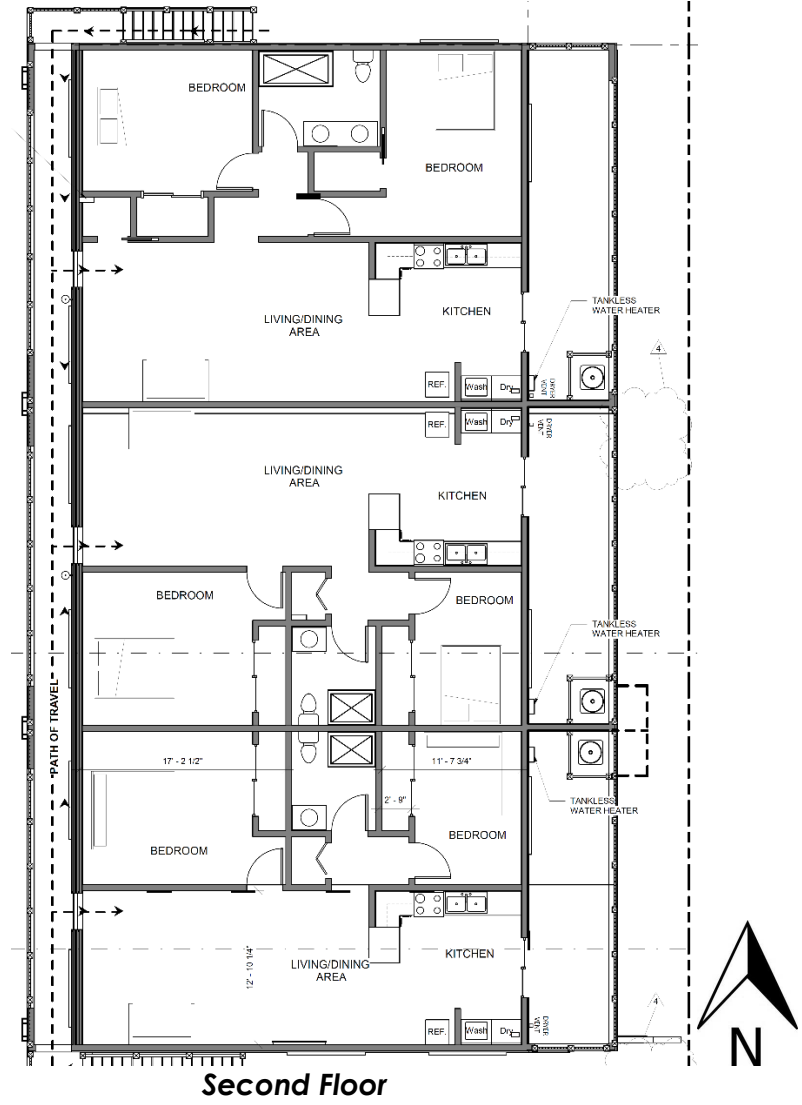 BEDROOM
BEDROOM
LIVING/DINING
AREA
KITCHEN
TANKLESS
WATER HEATER
4
REF.
Wash
Dry
DRYER
VENT
REF.
Wash
Dry
DRYER
VENT
LIVING/DINING
AREA
KITCHEN
BEDROOM
BEDROOM
TANKLESS
WATER HEATER
PATH OF TRAVEL
17' - 2 1/2"
11' - 7 3/4"
2' - 9"
TANKLESS
WATER HEATER
BEDROOM
BEDROOM
12' - 10 1/4"
LIVING/DINING
AREA
KITCHEN
4
REF.
Wash
Dry
DRYER
VENT
N
Second Floor